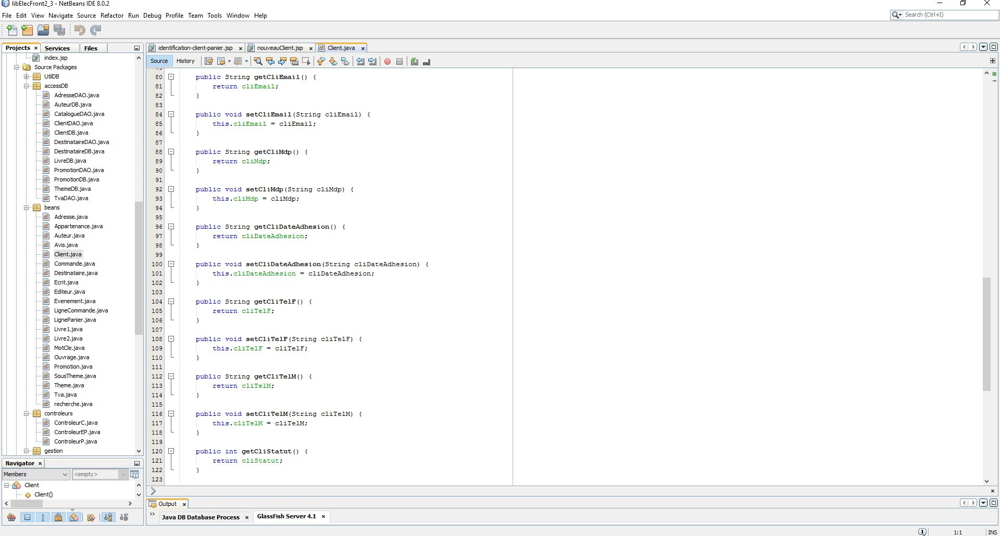 libElecFront2_3 - NetBeans IDE 8.0.2
File Edit View Navigate Source Refactor Run Debug Profile Team Tools Window Help
Search (Ctrl+I)
Projects
Services
Files
identification-client-panier.jsp
nouveauClient.jsp
Client.java
Source History
index.jsp
Source Packages
UtilDB
accessDB
AdresseDAO.java
AuteurDB.java
CatalogueDAO.java
ClientDAO.java
ClientDB.java
DestinataireDAO.java
DestinataireDB.java
LivreDB.java
PromotionDAO.java
PromotionDB.java
ThemeDB.java
TvaDAO.java
beans
Adresse.java
Appartenance.java
Auteur.java
Avis.java
Client.java
Commande.java
Destinataire.java
Ecrit.java
Editeur.java
Evenement.java
LigneCommande.java
LignePanier.java
Livre1.java
Livre2.java
MotCle.java
Ouvrage.java
Promotion.java
SousTheme.java
Theme.java
Tva.java
recherche.java
controleurs
ControleurC.java
ControleurEP.java
ControleurP.java
gestion
Navigator
Members
<empty>
Client
Client()
79
80 public String getCliEmail() {
81 return cliEmail;
82 }
83
84 public void setCliEmail(String cliEmail) {
85 this.cliEmail = cliEmail;
86 }
87
88 public String getCliMdp() {
89 return cliMdp;
90 }
91
92 public void setCliMdp(String cliMdp) {
93 this.cliMdp = cliMdp;
94 }
95
96 public String getCliDateAdhesion() {
97 return cliDateAdhesion;
98 }
99
100 public void setCliDateAdhesion(String cliDateAdhesion) {
101 this.cliDateAdhesion = cliDateAdhesion;
102 }
103
104 public String getCliTelF() {
105 return cliTelF;
106 }
107
108 public void setCliTelF(String cliTelF) {
109 this.cliTelF = cliTelF;
110 }
111
112 public String getCliTelM() {
113 return cliTelM;
114 }
115
116 public void setCliTelM(String cliTelM) {
117 this.cliTelM = cliTelM;
118 }
119
120 public int getCliStatut() {
121 return cliStatut;
122 }
123
Output
Java DB Database Process
GlassFish Server 4.1
1
1:1
INS